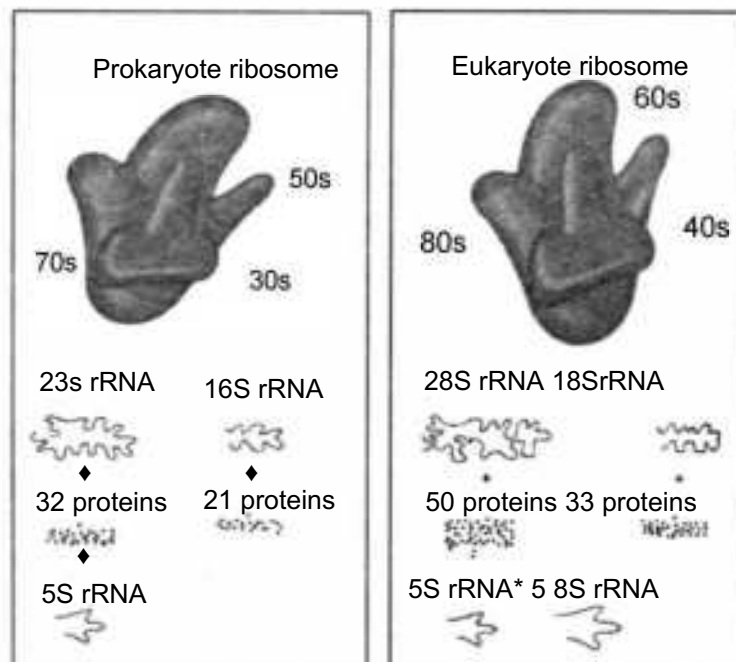 Prokaryote ribosome
50s
70s
30s
23s rRNA
16S rRNA
32 proteins
21 proteins
5S rRNA
Eukaryote ribosome
60s
40s
80s
28S rRNA 18SrRNA
50 proteins 33 proteins
5S rRNA* 5 8S rRNA